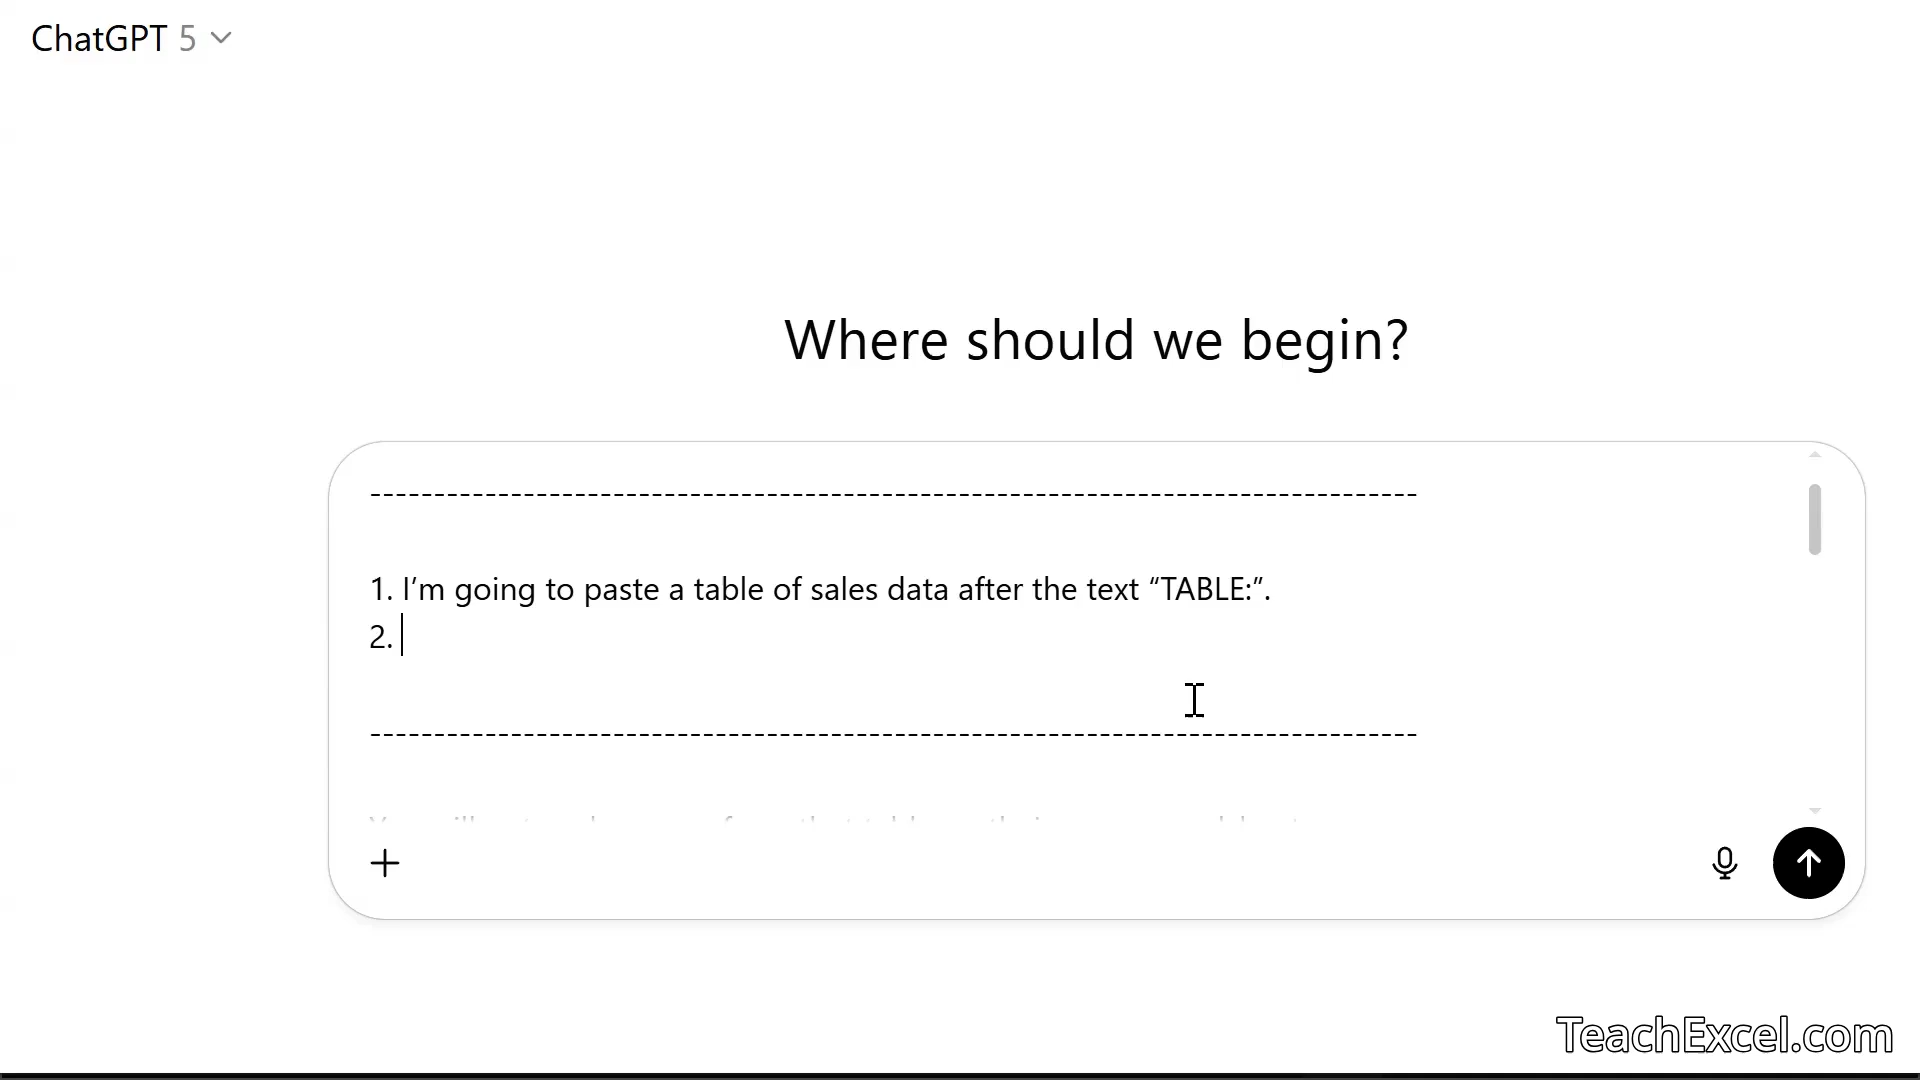 ChatGPT 5
Where should we begin?
----------------------------------------------------------------------------------
1. I’m going to paste a table of sales data after the text “TABLE:”.
2.
----------------------------------------------------------------------------------
TeachExcel.com